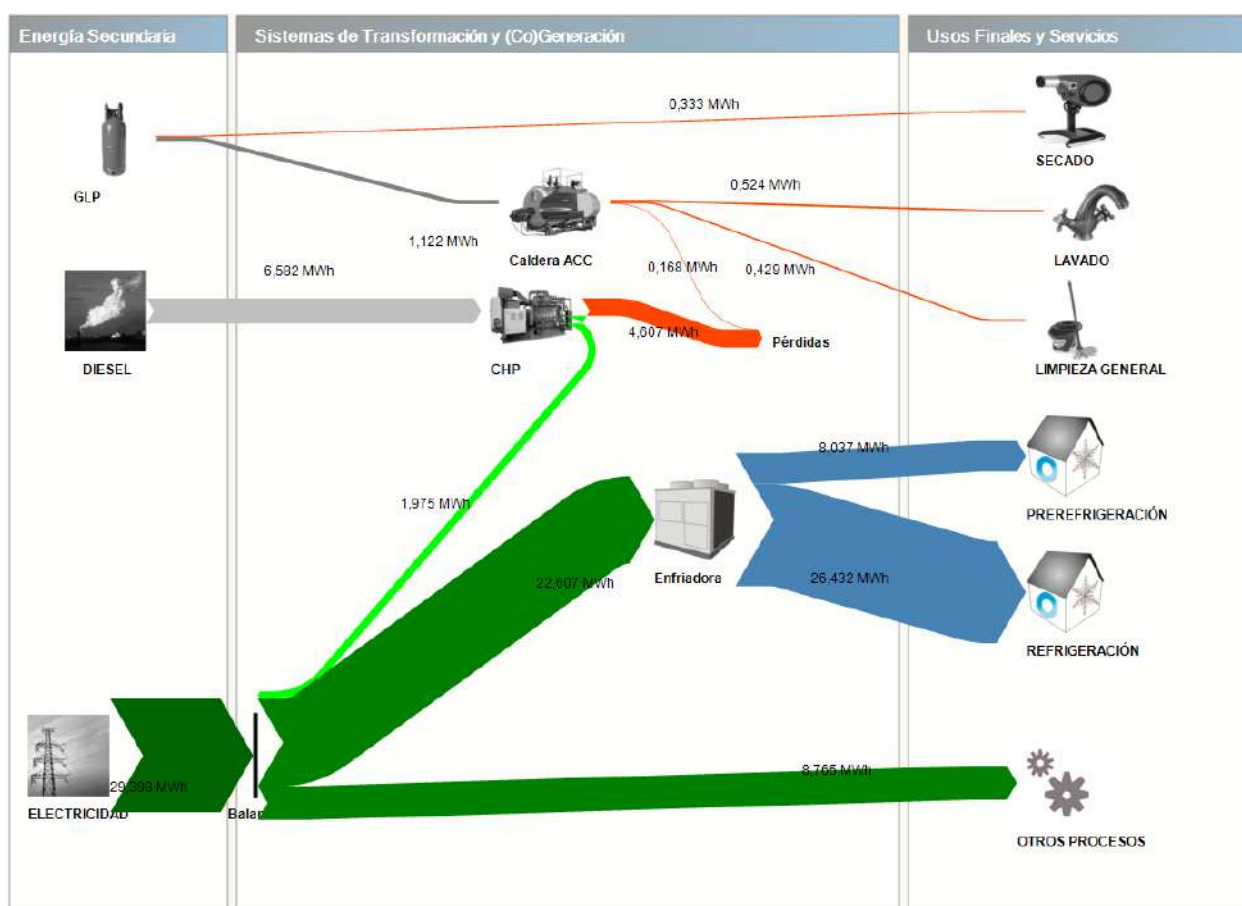 Energía Secundaria
Sistemas de Transformación y (Co)Generación
Usos Finales y Servicios
0,333 MWh
SECADO
GLP
0,524 MWh
1,122 MWh
Caldera ACC
LAVADO
6,582 MWh
0,168 MWh
0,429 MWh
4,607 MWh
Pérdidas
DIESEL
CHP
LIMPIEZA GENERAL
8,037 MWh
1,975 MWh
PREREFRIGERACIÓN
22,607 MWh
Enfriadora
26,432 MWh
REFRIGERACIÓN
8,765 MWh
MWh
ELECTRICIDAD
Balan
OTROS PROCESOS